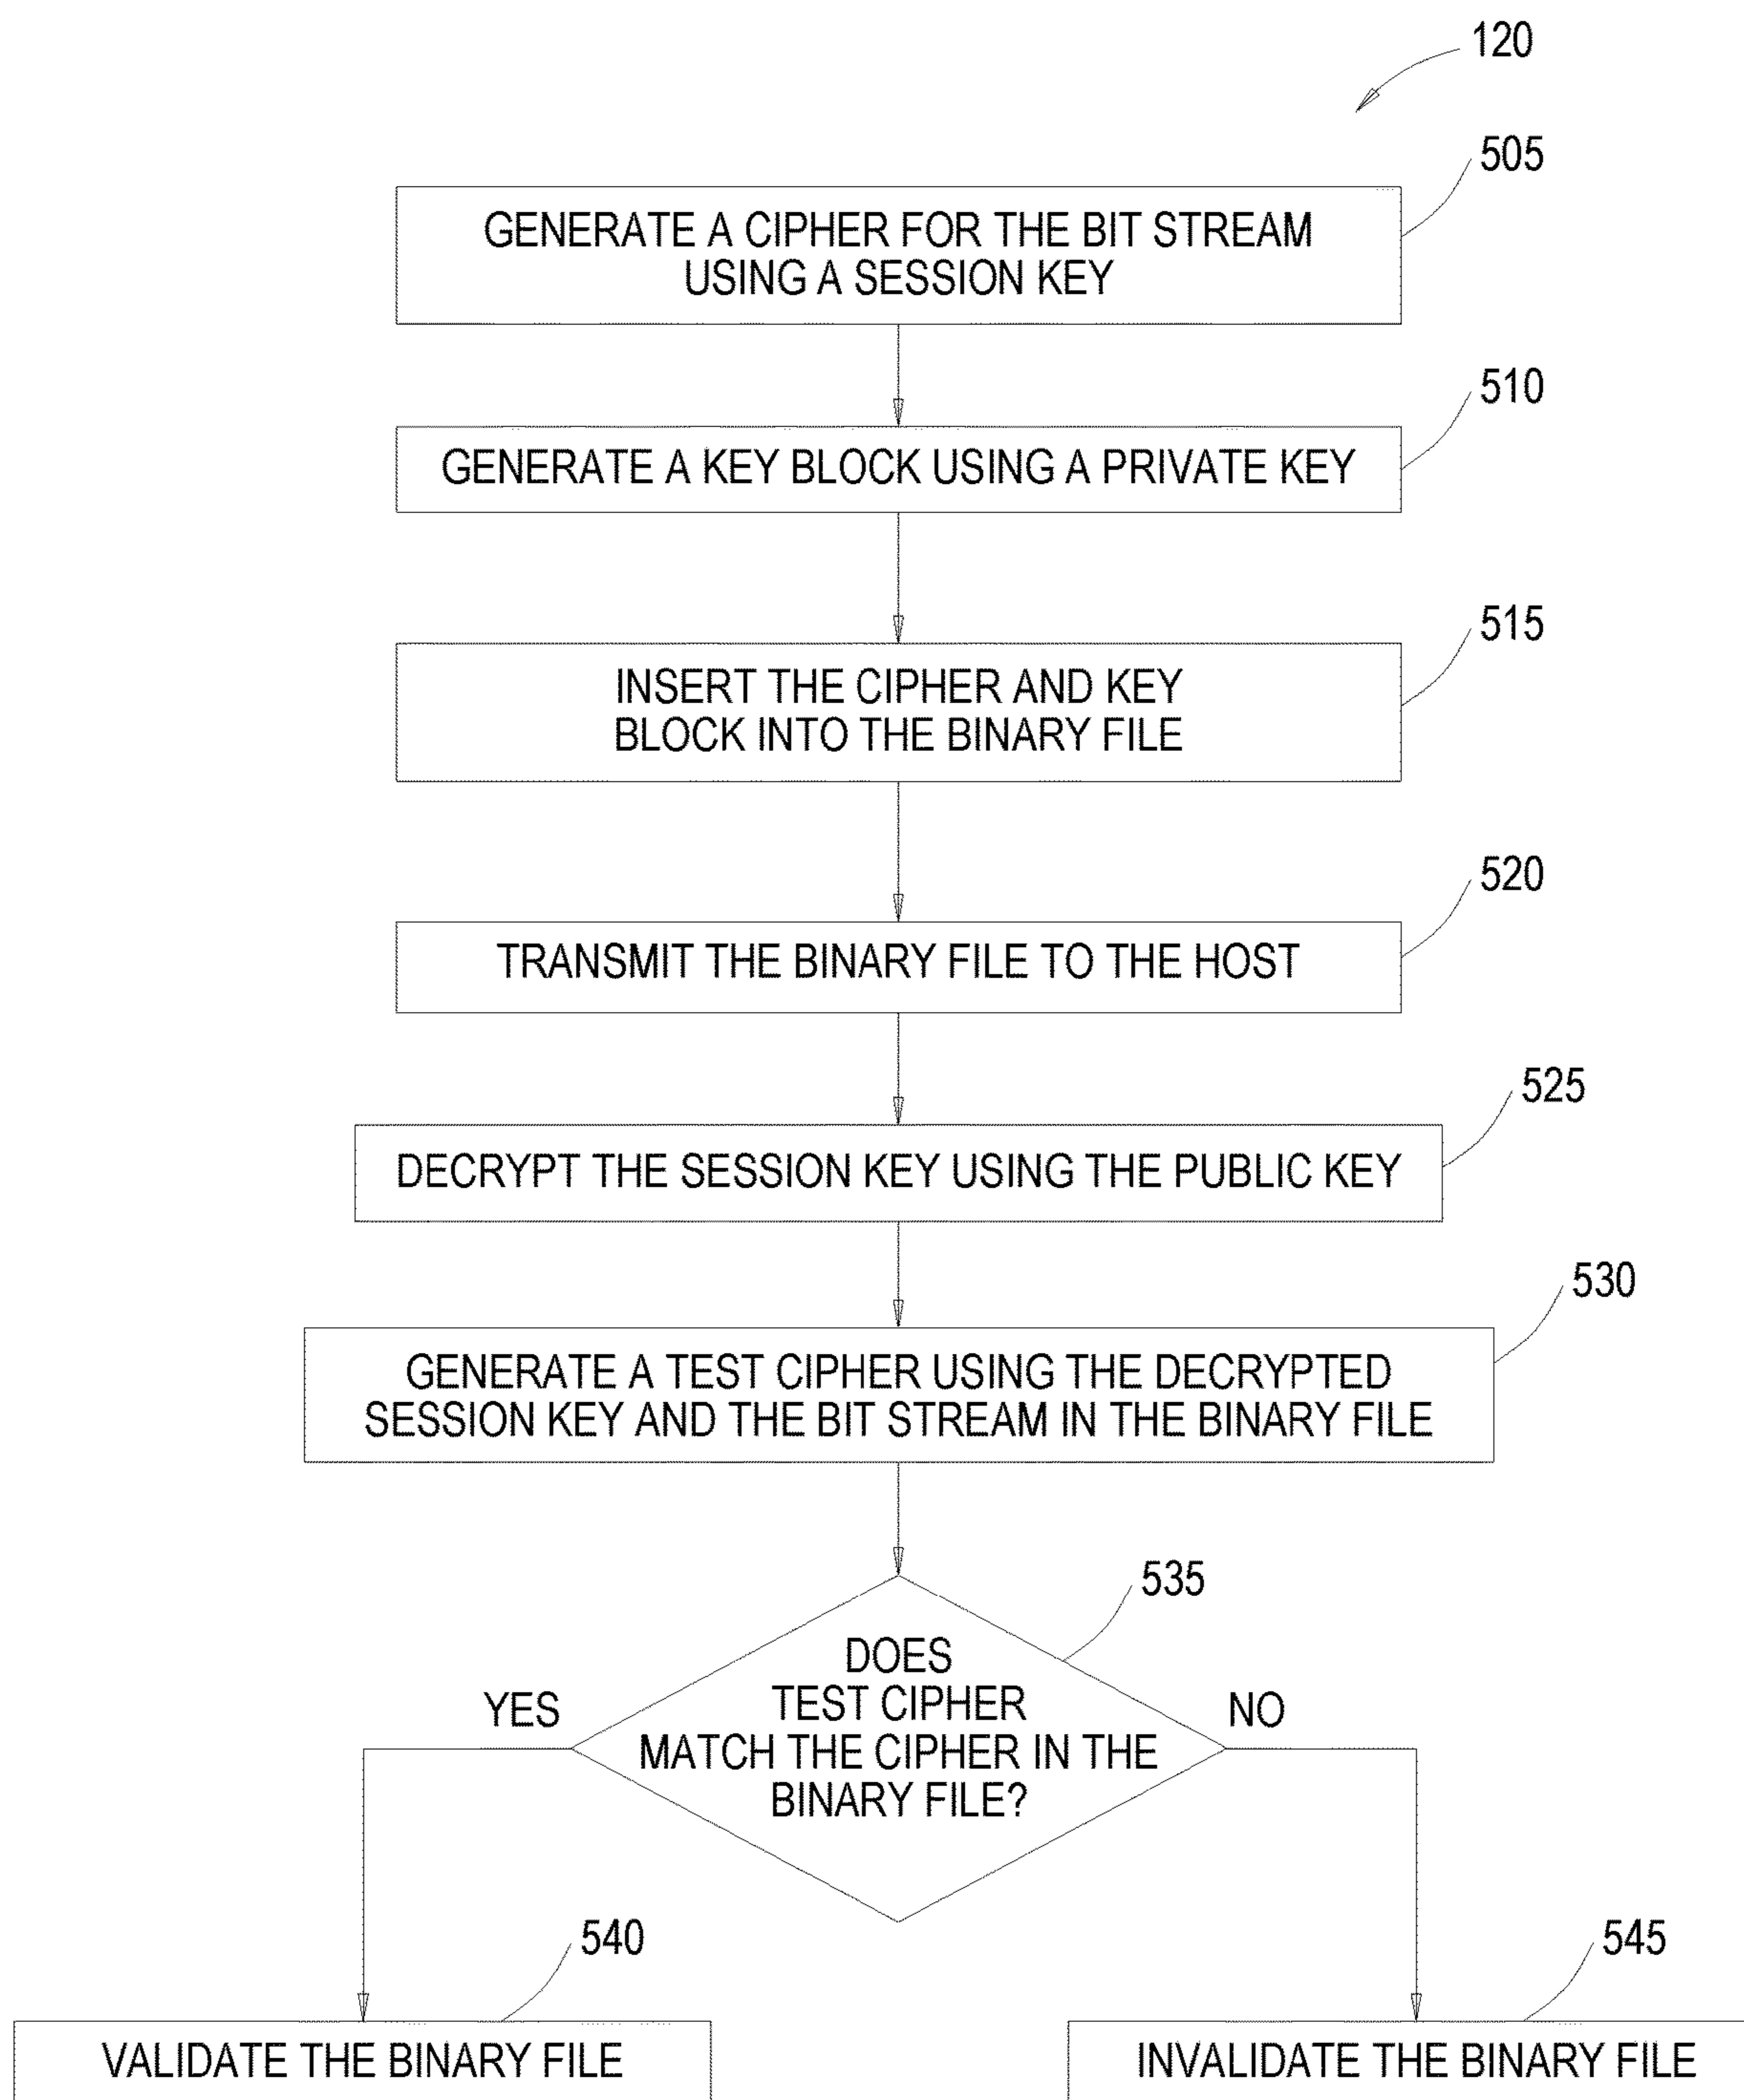 120
505
GENERATE A CIPHER FOR THE BIT STREAM
USING A SESSION KEY
510
GENERATE A KEY BLOCK USING A PRIVATE KEY
515
INSERT THE CIPHER AND KEY
BLOCK INTO THE BINARY FILE
520
TRANSMIT THE BINARY FILE TO THE HOST
525
DECRYPT THE SESSION KEY USING THE PUBLIC KEY
530
GENERATE A TEST CIPHER USING THE DECRYPTED
SESSION KEY AND THE BIT STREAM IN THE BINARY FILE
535
DOES
TEST CIPHER
MATCH THE CIPHER IN THE
BINARY FILE?
YES
NO
540
545
VALIDATE THE BINARY FILE
INVALIDATE THE BINARY FILE